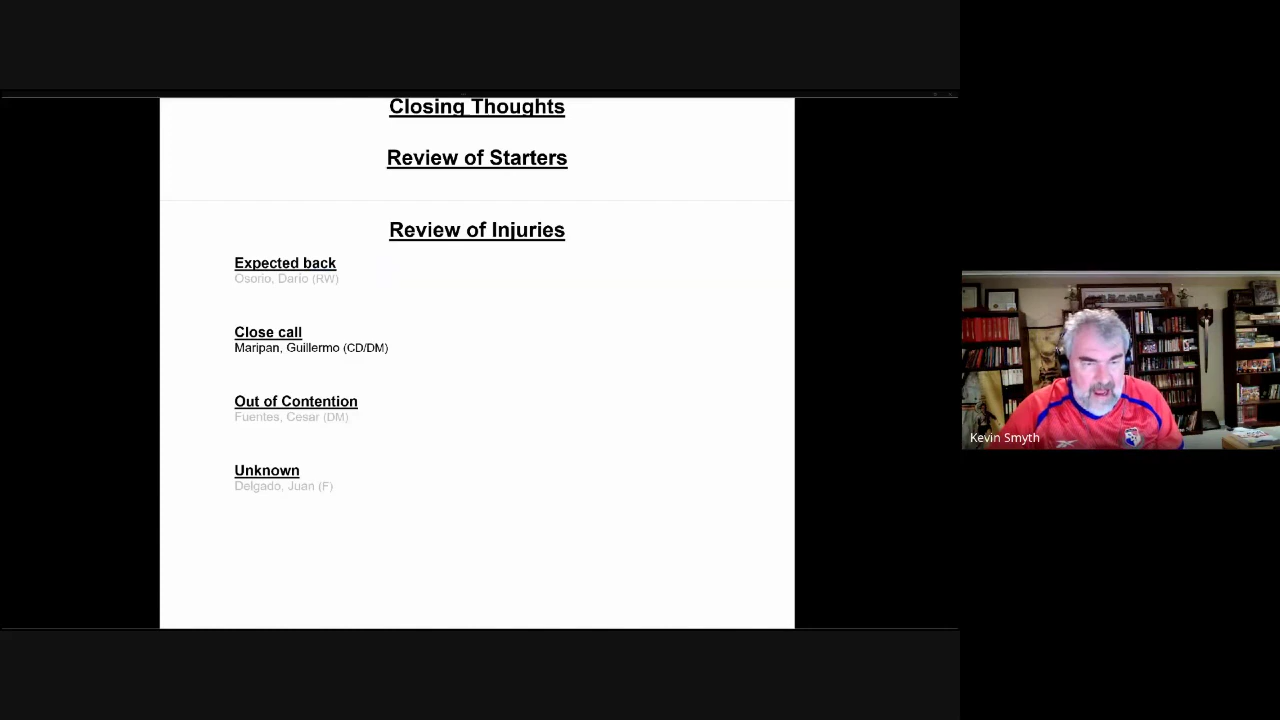 Closing Thoughts
Review of Starters
Review of Injuries
Expected back
Osorio, Darío (RW)
Close call
Maripan, Guillermo (CD/DM)
Out of Contention
Fuentes, Cesar (DM)
Unknown
Delgado, Juan (F)
Kevin Smyth